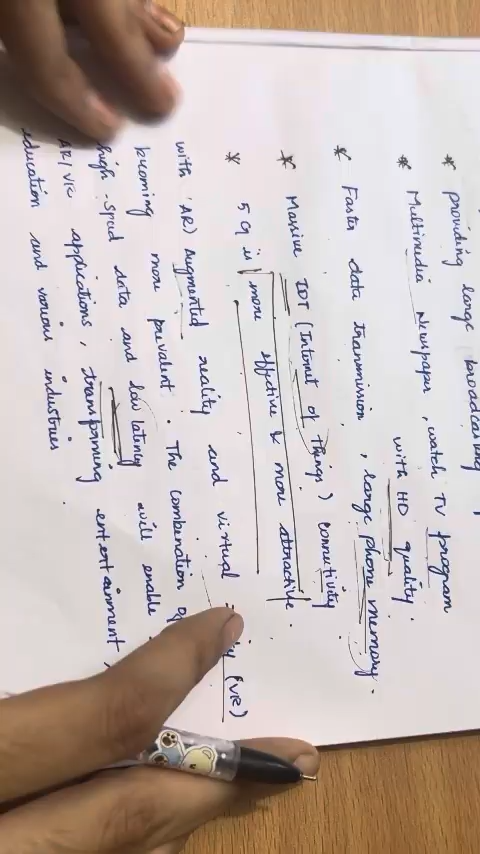 * providing large broadcasting
* Multimedia Newspaper, watch TV program
with HD quality.
* Faster data transmission, large phone memory.
* Massive IOT (Internet of things) connectivity
* 5G is more effective & more attractive.
with (AR) Augmented reality and virtual (VR)
becoming more prevalent. The combination of
high-speed data and low latency will enable
AR/VR applications, transforming entertainment,
education and various industries.